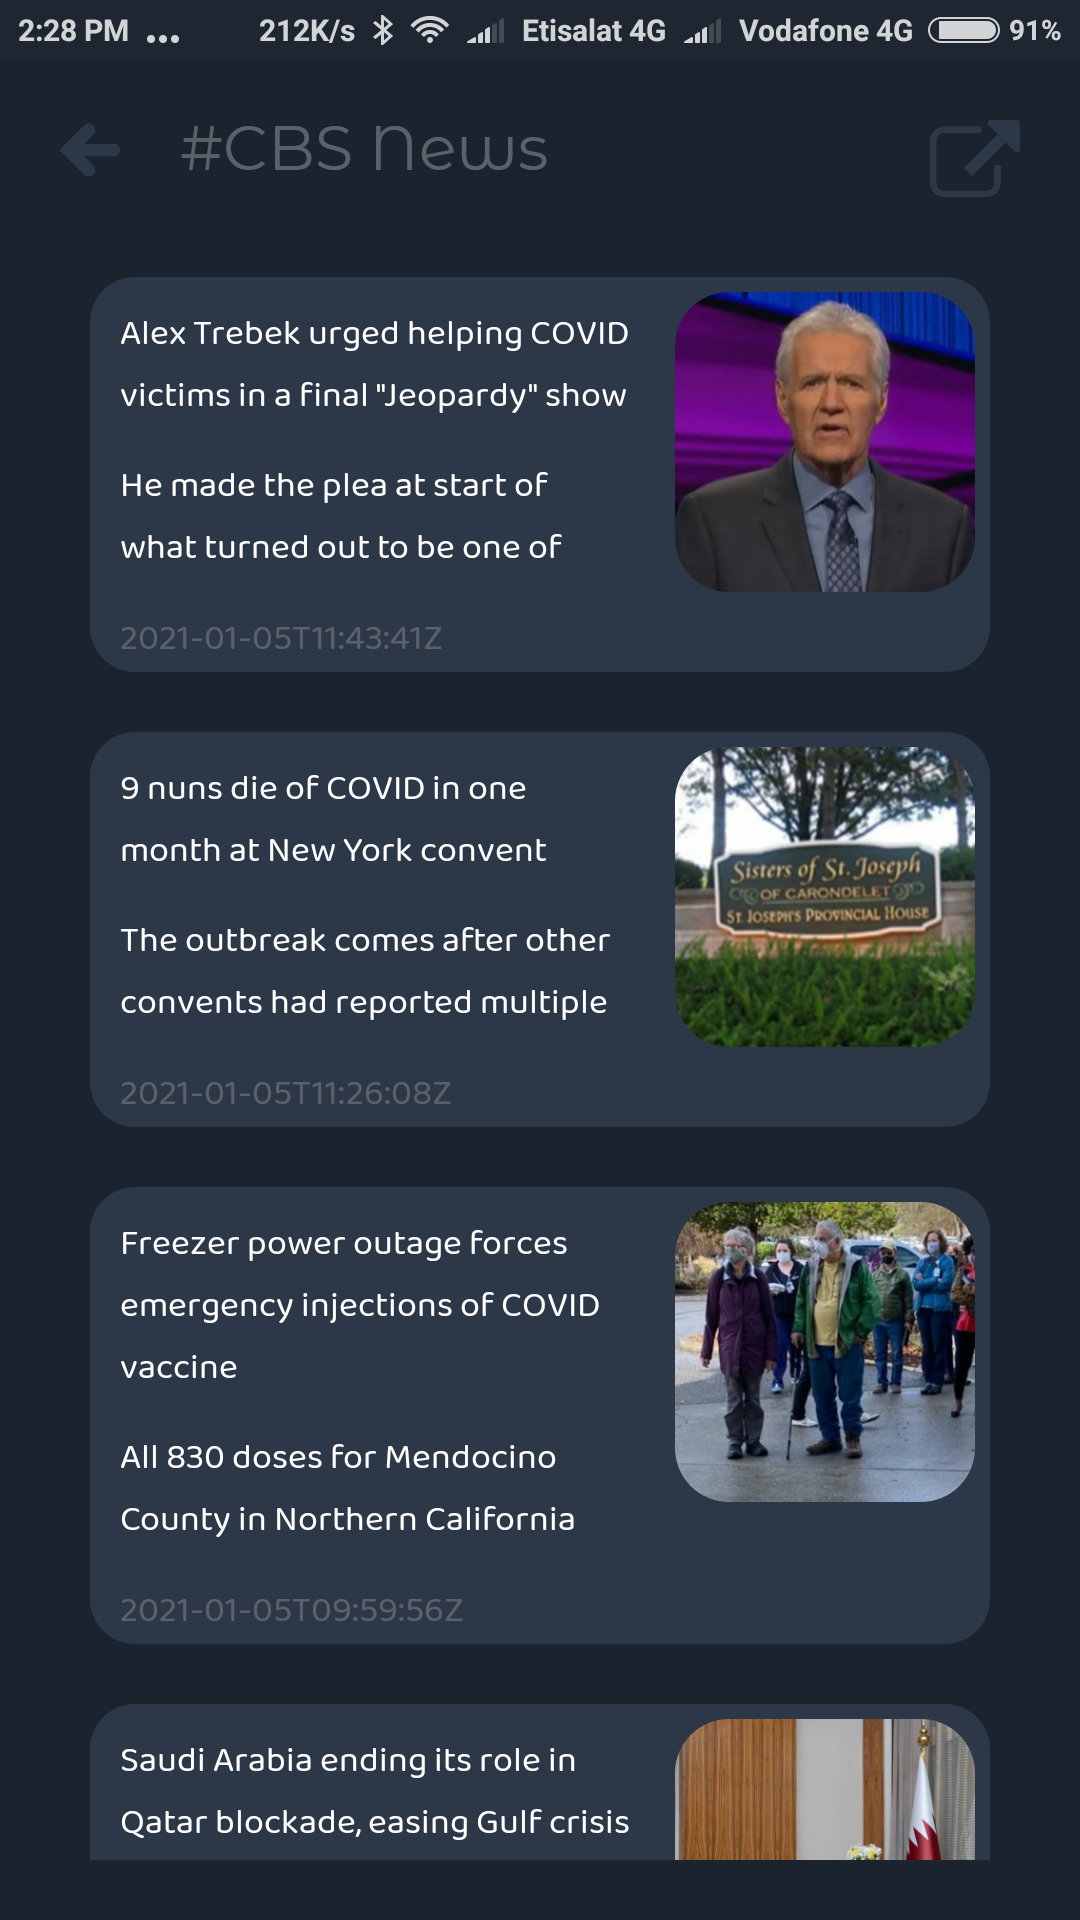 2:28 PM ... 212K/s Etisalat 4G Vodafone 4G 91%
#CBS News
Alex Trebek urged helping COVID
victims in a final "Jeopardy" show
He made the plea at start of
what turned out to be one of
2021-01-05T11:43:41Z
9 nuns die of COVID in one
month at New York convent
The outbreak comes after other
convents had reported multiple
2021-01-05T11:26:08Z
Sisters of St. Joseph
OF CARONDELET
ST. JOSEPH'S PROVINCIAL HOUSE
Freezer power outage forces
emergency injections of COVID
vaccine
All 830 doses for Mendocino
County in Northern California
2021-01-05T09:59:56Z
Saudi Arabia ending its role in
Qatar blockade, easing Gulf crisis